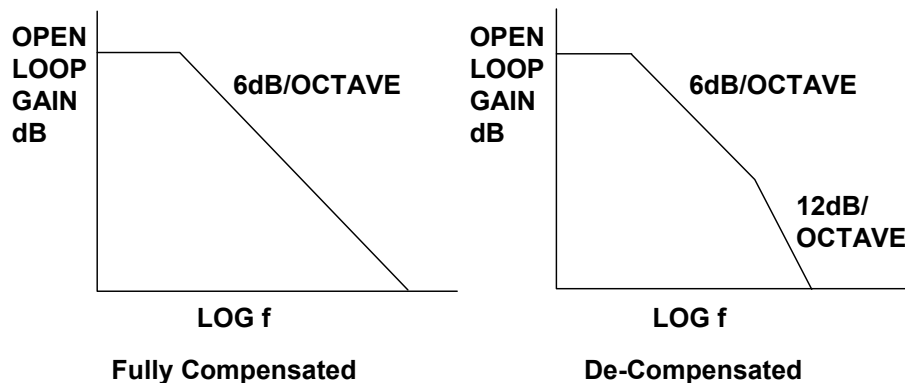 OPEN
LOOP
GAIN
dB
6dB/OCTAVE
LOG f
Fully Compensated
OPEN
LOOP
GAIN
dB
6dB/OCTAVE
12dB/
OCTAVE
LOG f
De-Compensated